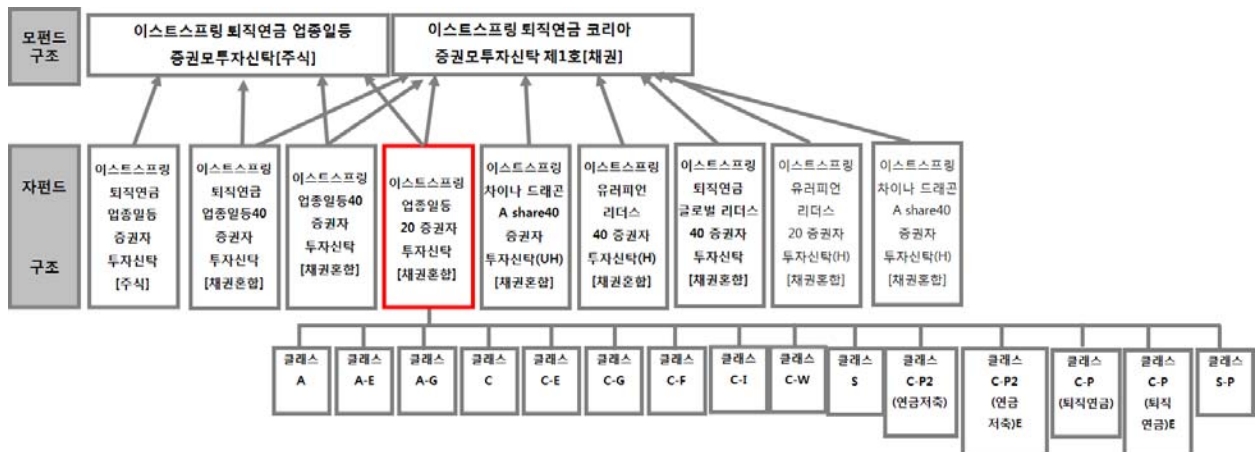 모펀드
구조
이스트스프링 퇴직연금 업종일등
증권모투자신탁[주식]
이스트스프링 퇴직연금 코리아
증권모투자신탁 제1호[채권]
자펀드
구조
이스트스프링
퇴직연금
업종일등
증권자
투자신탁
[주식]
이스트스프링
퇴직연금
업종일등40
증권자
투자신탁
[채권혼합]
이스트스프링
업종일등40
증권자
투자신탁
[채권혼합]
이스트스프링
업종일등
20 증권자
투자신탁
[채권혼합]
이스트스프링
차이나 드래곤
A share40
증권자
투자신탁(UH)
[채권혼합]
이스트스프링
유러피언
리더스
40 증권자
투자신탁(H)
[채권혼합]
이스트스프링
퇴직연금
글로벌 리더스
40 증권자
투자신탁
[채권혼합]
이스트스프링
유러피언
리더스
20 증권자
투자신탁(H)
[채권혼합]
이스트스프링
차이나 드래곤
A share40
증권자
투자신탁(H)
[채권혼합]
클래스
A
클래스
A-E
클래스
A-G
클래스
C
클래스
C-E
클래스
C-G
클래스
C-F
클래스
C-I
클래스
C-W
클래스
S
클래스
C-P2
(연금저축)
클래스
C-P2
(연금
저축)E
클래스
C-P
(퇴직연금)
클래스
C-P
(퇴직
연금)E
클래스
S-P